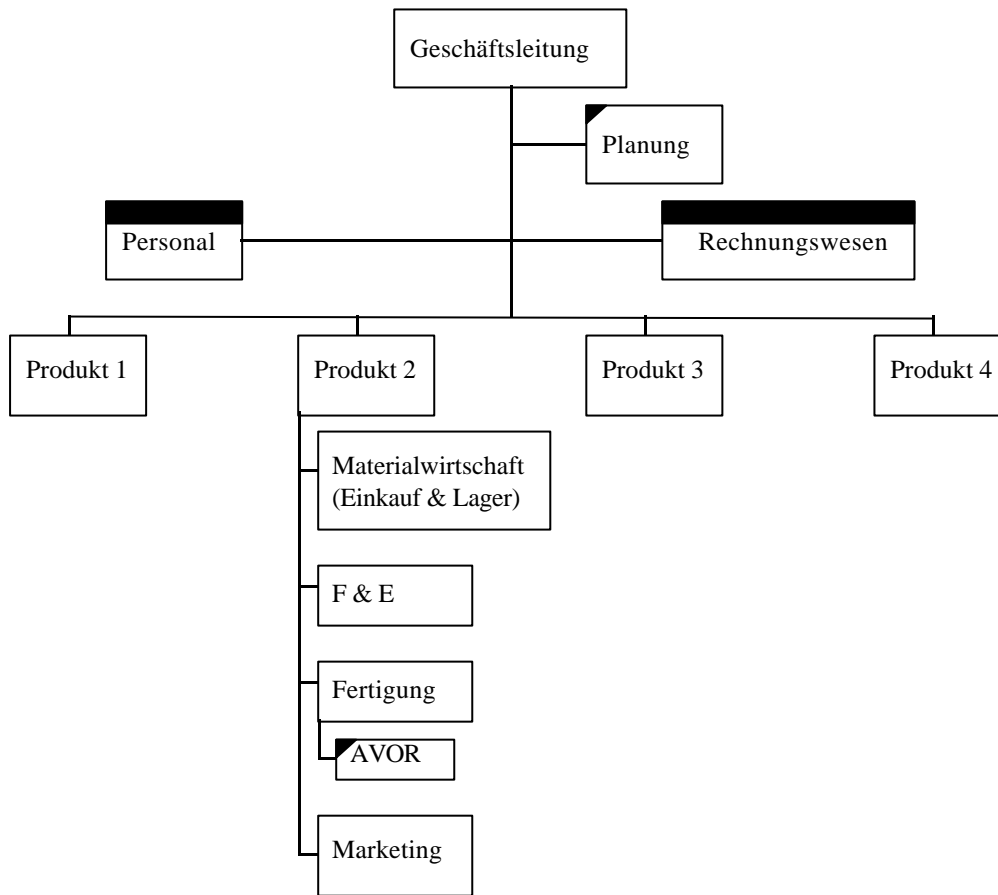 Geschäftsleitung
Planung
Personal
Rechnungswesen
Produkt 1
Produkt 2
Produkt 3
Produkt 4
Materialwirtschaft
(Einkauf & Lager)
F & E
Fertigung
AVOR
Marketing